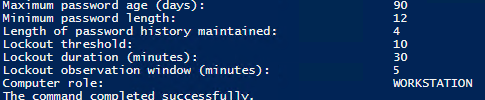 Maximum password age (days): 90
Minimum password length: 12
Length of password history maintained: 4
Lockout threshold: 10
Lockout duration (minutes): 30
Lockout observation window (minutes): 5
Computer role: WORKSTATION
The command completed successfully.